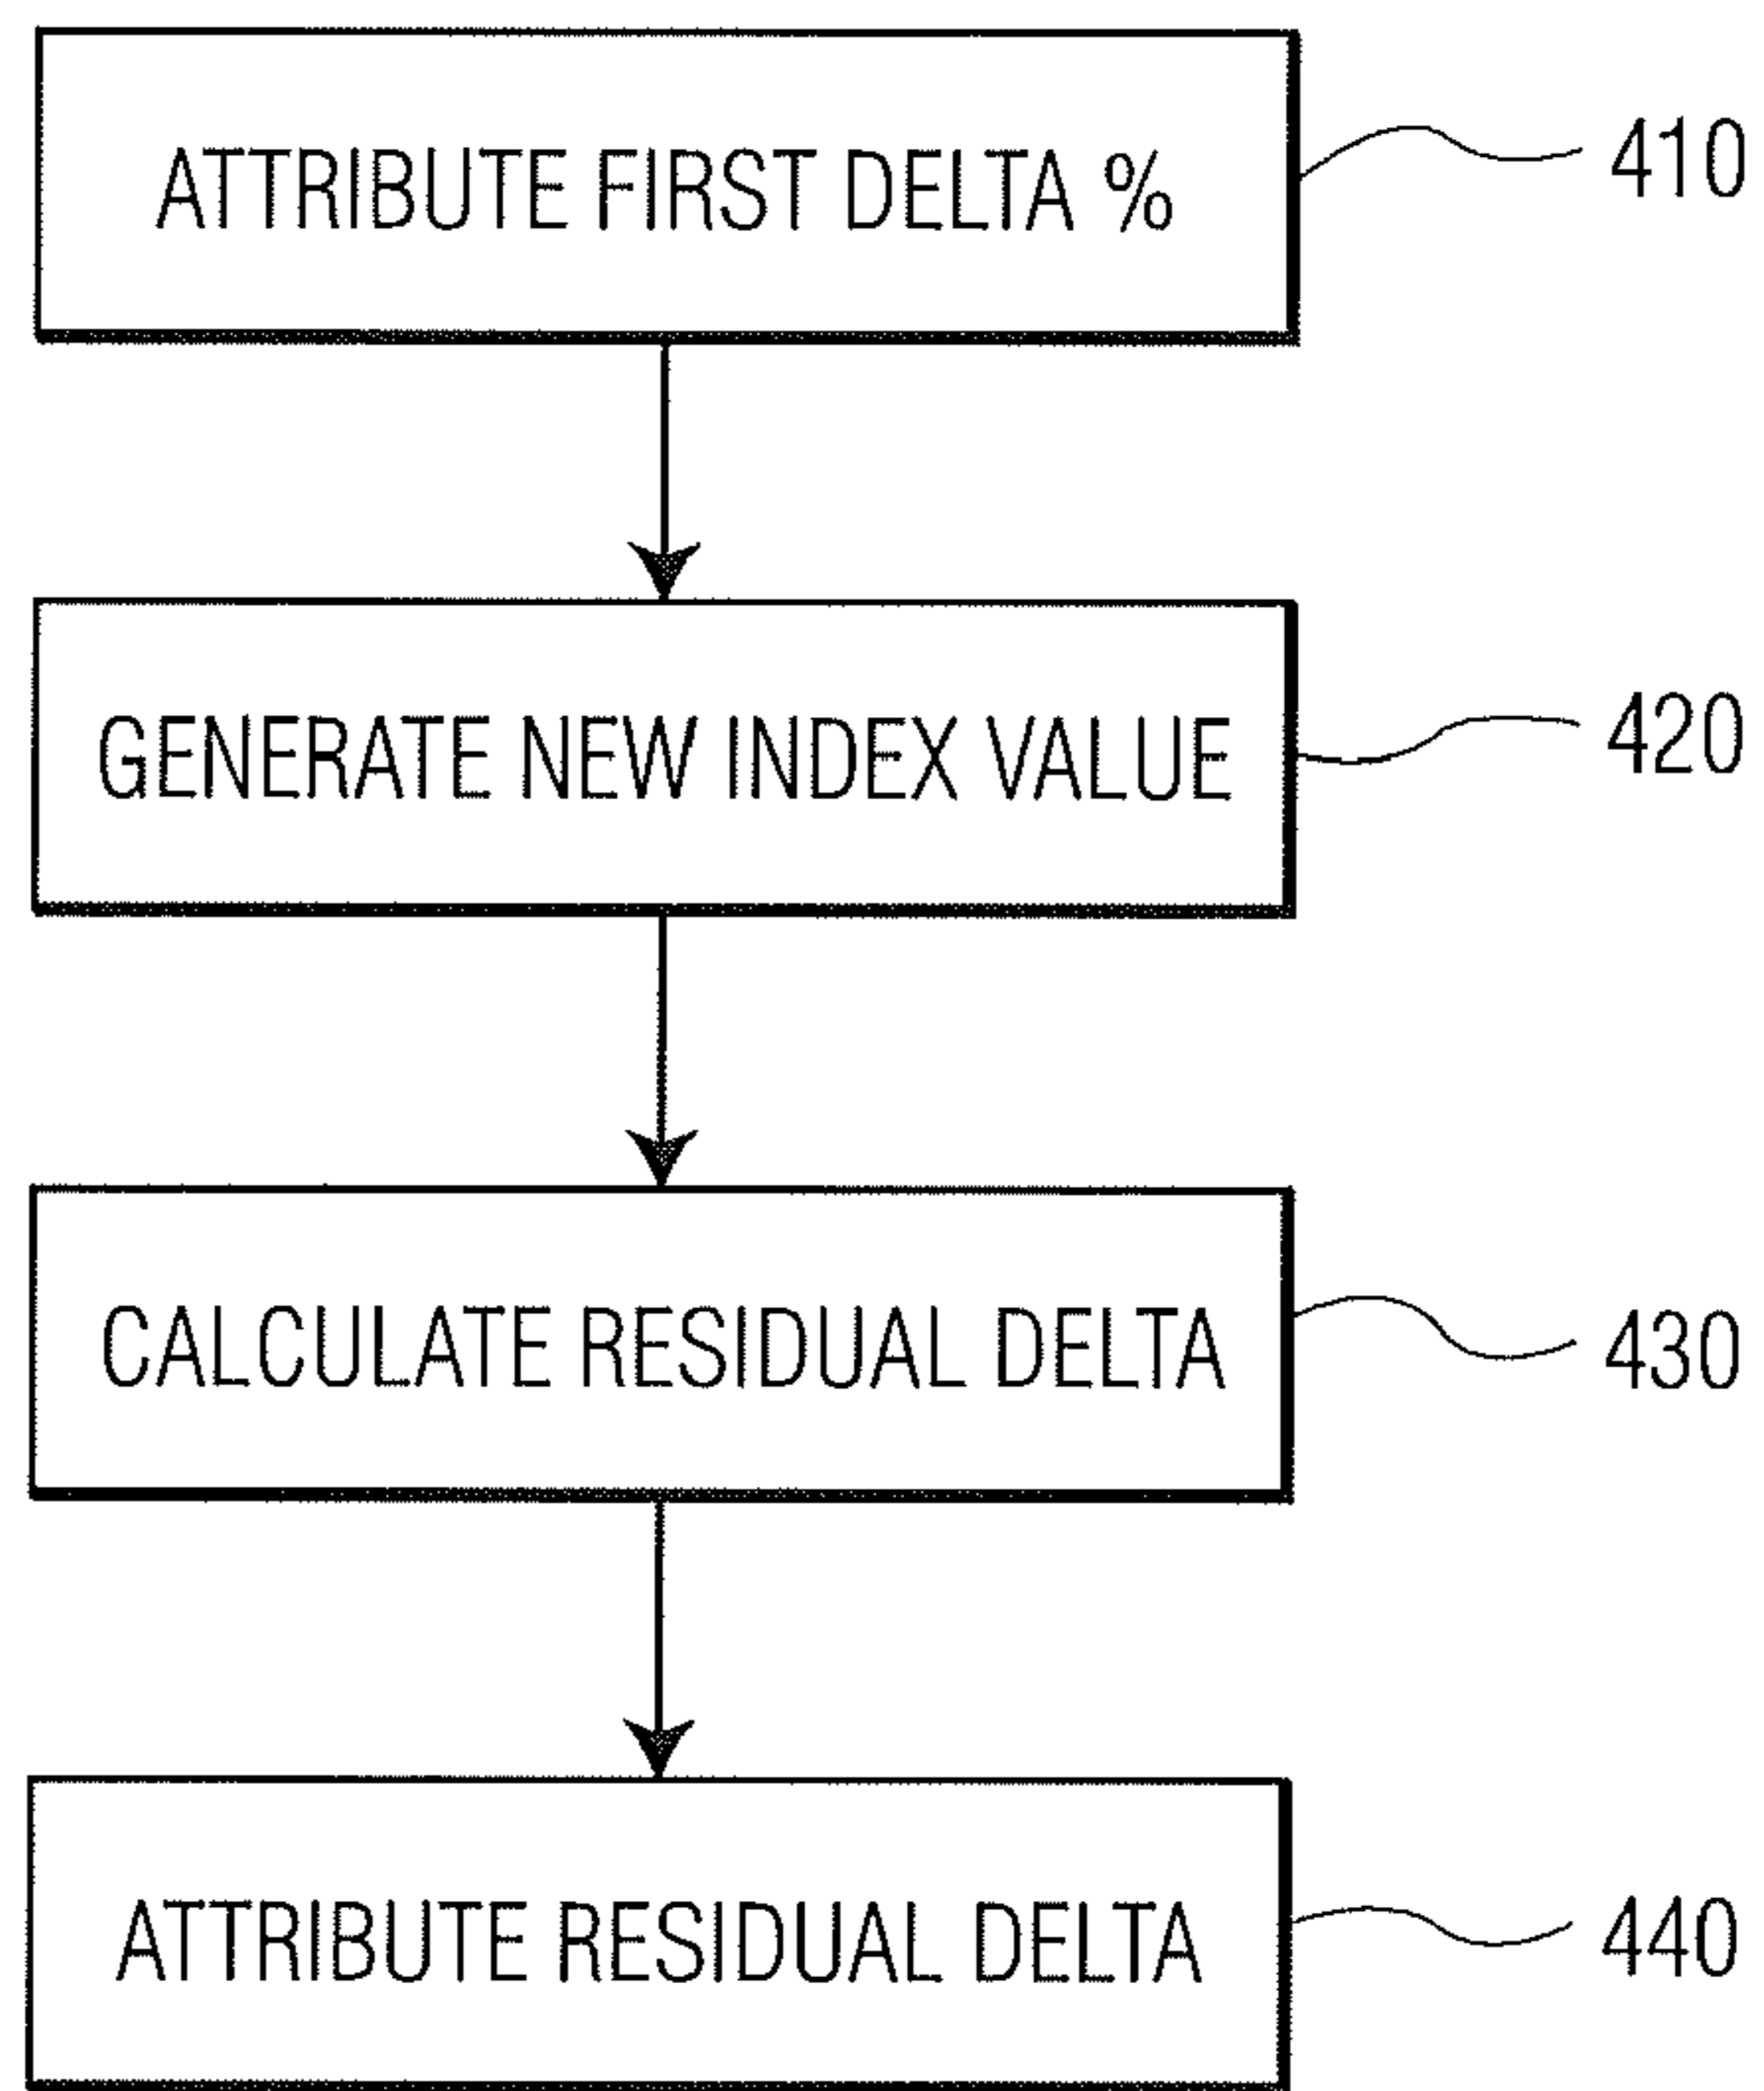 ATTRIBUTE FIRST DELTA %
410
GENERATE NEW INDEX VALUE
420
CALCULATE RESIDUAL DELTA
430
ATTRIBUTE RESIDUAL DELTA
440